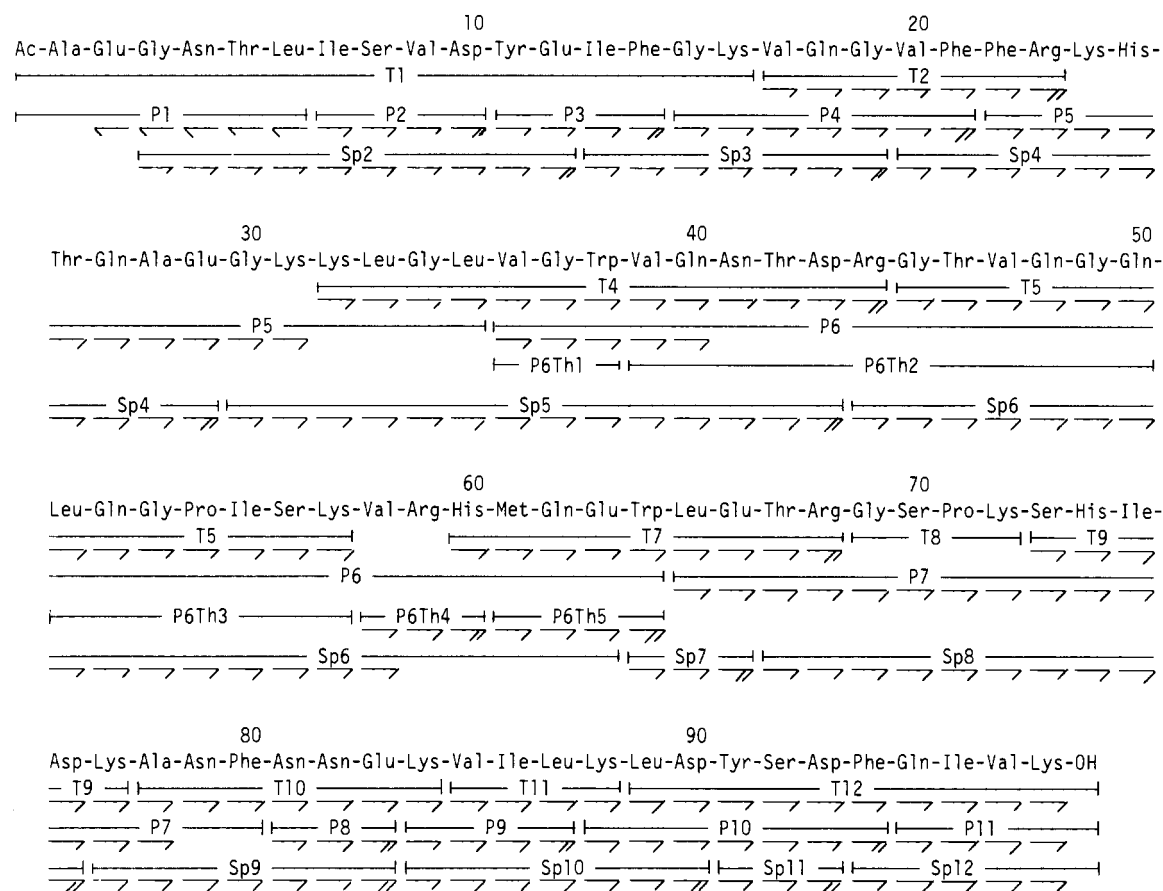 10 20
Ac-Ala-Glu-Gly-Asn-Thr-Leu-Ile-Ser-Val-Asp-Tyr-Glu-Ile-Phe-Gly-Lys-Val-Gln-Gly-Val-Phe-Phe-Arg-Lys-His-
T1 T2
P1 P2 P3 P4 P5
Sp2 Sp3 Sp4
30 40 50
Thr-Gln-Ala-Glu-Gly-Lys-Lys-Leu-Gly-Leu-Val-Gly-Trp-Val-Gln-Asn-Thr-Asp-Arg-Gly-Thr-Val-Gln-Gly-Gln-
T4 T5
P5 P6
P6Th1 P6Th2
Sp4 Sp5 Sp6
60 70
Leu-Gln-Gly-Pro-Ile-Ser-Lys-Val-Arg-His-Met-Gln-Glu-Trp-Leu-Glu-Thr-Arg-Gly-Ser-Pro-Lys-Ser-His-Ile-
T5 T7 T8 T9
P6 P7
P6Th3 P6Th4 P6Th5
Sp6 Sp7 Sp8
80 90
Asp-Lys-Ala-Asn-Phe-Asn-Asn-Glu-Lys-Val-Ile-Leu-Lys-Leu-Asp-Tyr-Ser-Asp-Phe-Gln-Ile-Val-Lys-OH
T9 T10 T11 T12
P7 P8 P9 P10 P11
Sp9 Sp10 Sp11 Sp12